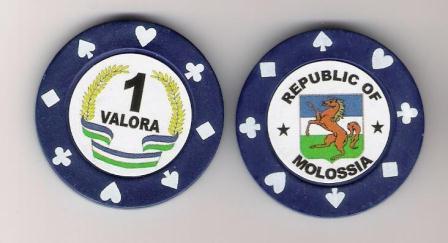 1
VALORA
REPUBLIC OF
MOLOSSIA